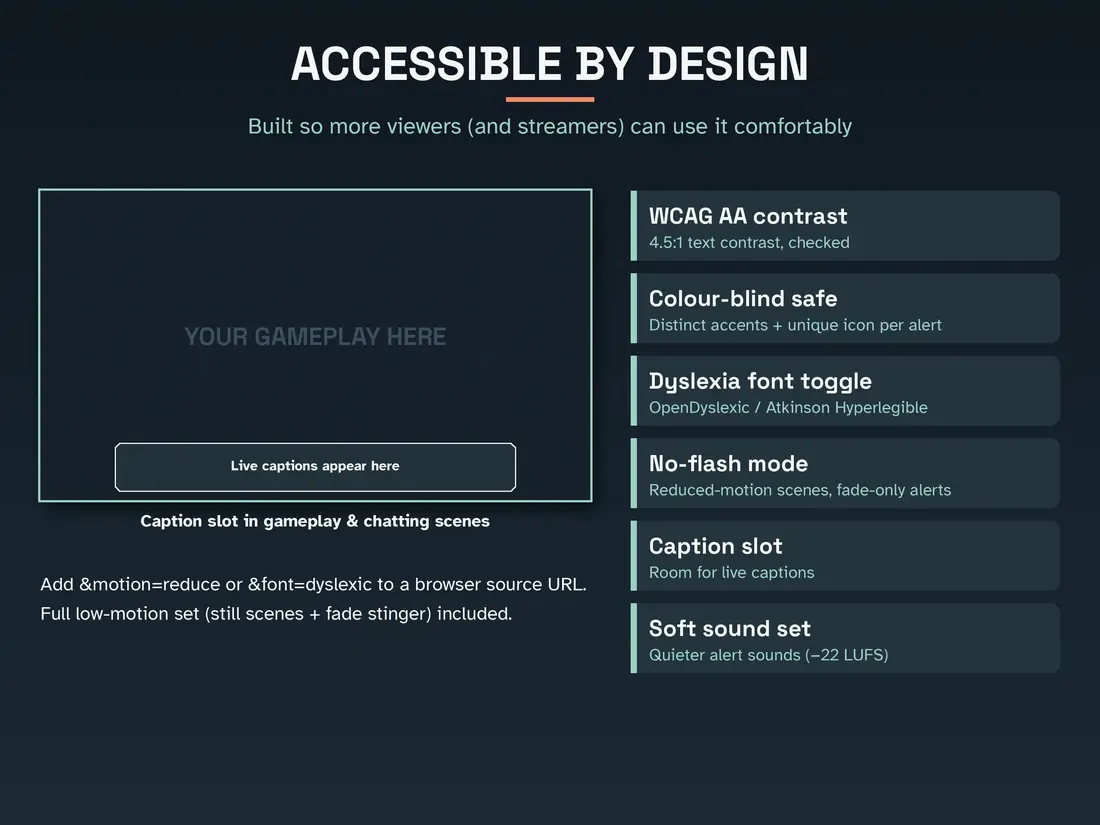 ACCESSIBLE BY DESIGN
Built so more viewers (and streamers) can use it comfortably
YOUR GAMEPLAY HERE
Live captions appear here
Caption slot in gameplay & chatting scenes
Add &motion=reduce or &font=dyslexic to a browser source URL.
Full low-motion set (still scenes + fade stinger) included.
WCAG AA contrast
4.5:1 text contrast, checked
Colour-blind safe
Distinct accents + unique icon per alert
Dyslexia font toggle
OpenDyslexic / Atkinson Hyperlegible
No-flash mode
Reduced-motion scenes, fade-only alerts
Caption slot
Room for live captions
Soft sound set
Quieter alert sounds (−22 LUFS)